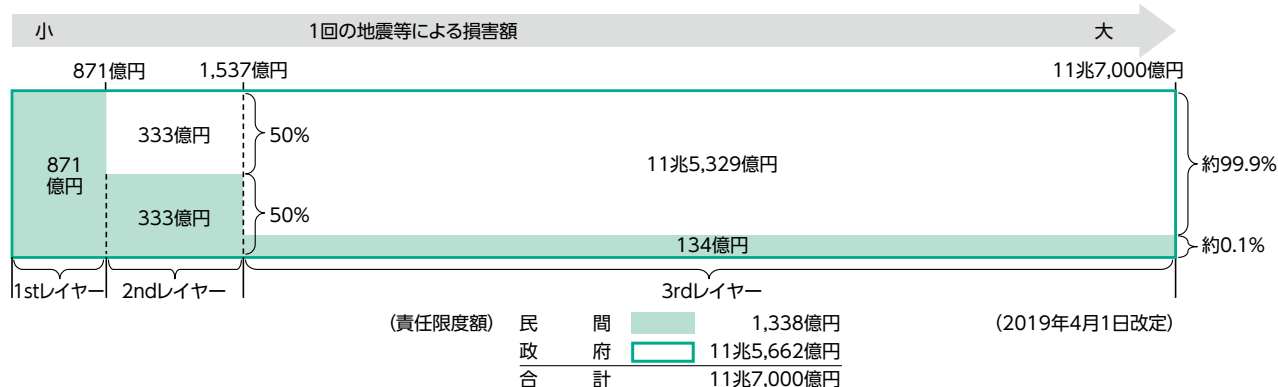 小 1回の地震等による損害額 大
871億円 1,537億円 11兆7,000億円
333億円 50%
871
億円
11兆5,329億円 約99.9%
333億円 50%
134億円 約0.1%
1stレイヤー 2ndレイヤー 3rdレイヤー
(責任限度額) 民間 1,338億円 (2019年4月1日改定)
政府 11兆5,662億円
合計 11兆7,000億円